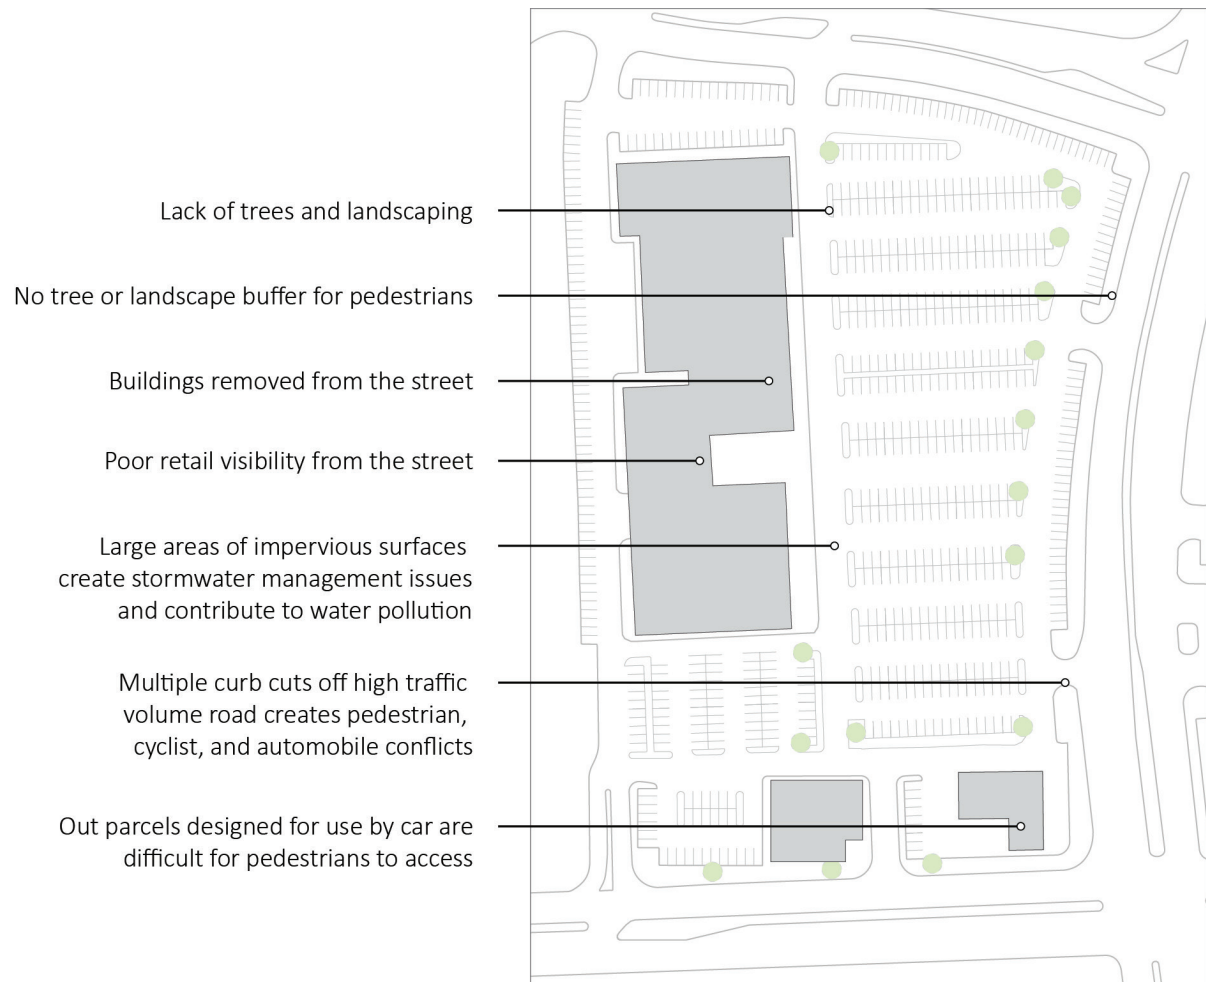 Lack of trees and landscaping
No tree or landscape buffer for pedestrians
Buildings removed from the street
Poor retail visibility from the street
Large areas of impervious surfaces
create stormwater management issues
and contribute to water pollution
Multiple curb cuts off high traffic
volume road creates pedestrian,
cyclist, and automobile conflicts
Out parcels designed for use by car are
difficult for pedestrians to access